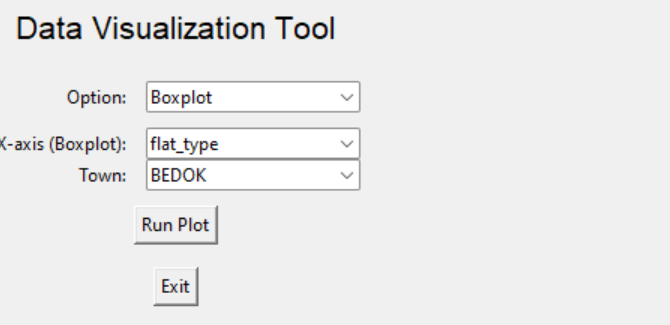 Data Visualization Tool
Option: Boxplot
X-axis (Boxplot): flat_type
Town: BEDOK
Run Plot
Exit